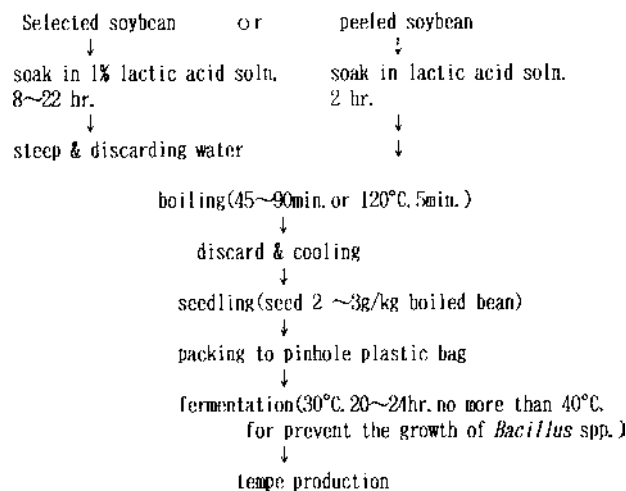 Selected soybean or peeled soybean
↓ ↓
soak in 1% lactic acid soln. soak in lactic acid soln.
8~22 hr. 2 hr.
↓ ↓
steep & discarding water ↓
boiling(45~90min. or 120°C. 5min.)
↓
discard & cooling
↓
seedling(seed 2 ~3g/kg boiled bean)
↓
packing to pinhole plastic bag
↓
fermentation(30°C. 20~24hr. no more than 40°C.
for prevent the growth of Bacillus spp.)
↓
tempe production